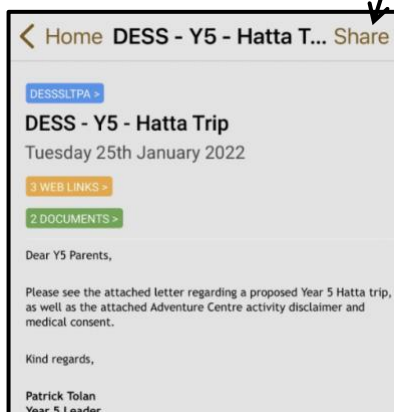 Home DESS - Y5 - Hatta T... Share
DESSSLTPA >
DESS - Y5 - Hatta Trip
Tuesday 25th January 2022
3 WEB LINKS >
2 DOCUMENTS >
Dear Y5 Parents,
Please see the attached letter regarding a proposed Year 5 Hatta trip,
as well as the attached Adventure Centre activity disclaimer and
medical consent.
Kind regards,
Patrick Tolan
Year 5 Leader